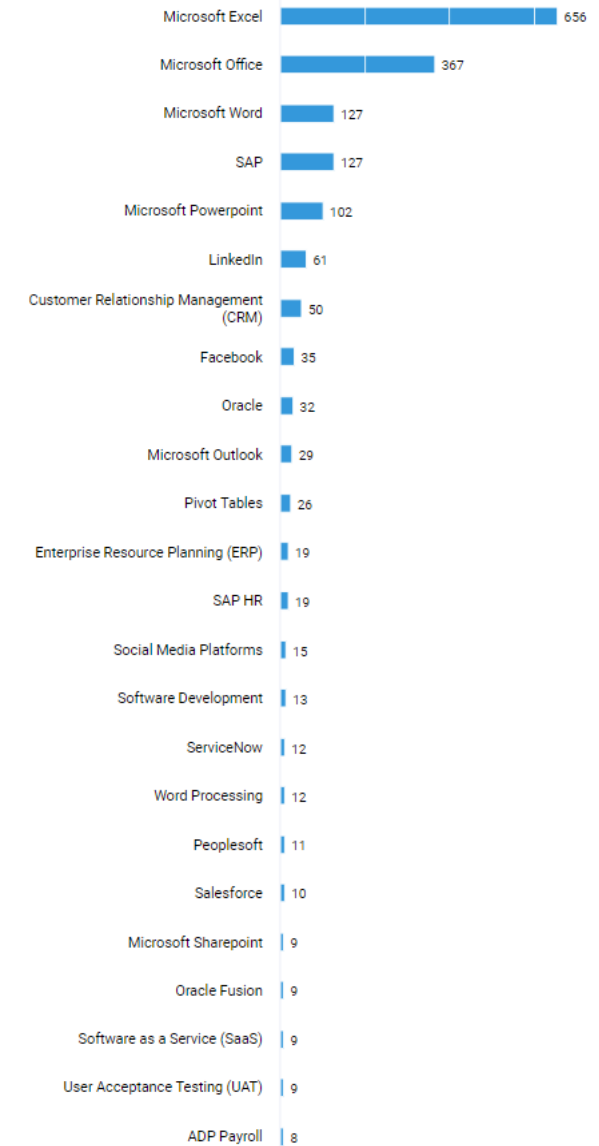 Microsoft Excel 656
Microsoft Office 367
Microsoft Word 127
SAP 127
Microsoft Powerpoint 102
LinkedIn 61
Customer Relationship Management
(CRM) 50
Facebook 35
Oracle 32
Microsoft Outlook 29
Pivot Tables 26
Enterprise Resource Planning (ERP) 19
SAP HR 19
Social Media Platforms 15
Software Development 13
ServiceNow 12
Word Processing 12
Peoplesoft 11
Salesforce 10
Microsoft Sharepoint 9
Oracle Fusion 9
Software as a Service (SaaS) 9
User Acceptance Testing (UAT) 9
ADP Payroll 8